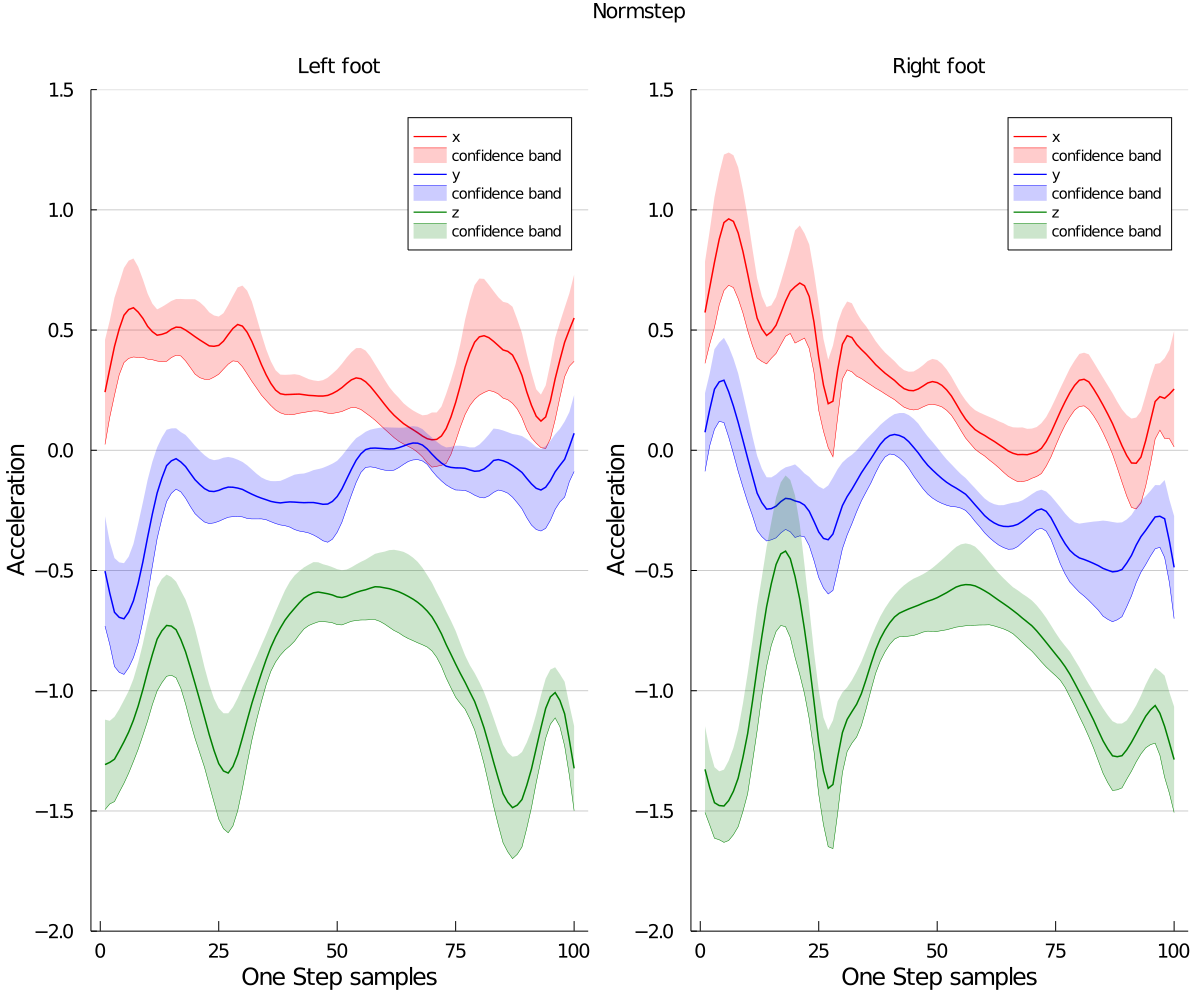 Normstep
Left foot
Acceleration
1.5
1.0
0.5
0.0
−0.5
−1.0
−1.5
−2.0
x
confidence band
y
confidence band
z
confidence band
0
25
50
75
100
One Step samples
Right foot
Acceleration
1.5
1.0
0.5
0.0
−0.5
−1.0
−1.5
−2.0
x
confidence band
y
confidence band
z
confidence band
0
25
50
75
100
One Step samples